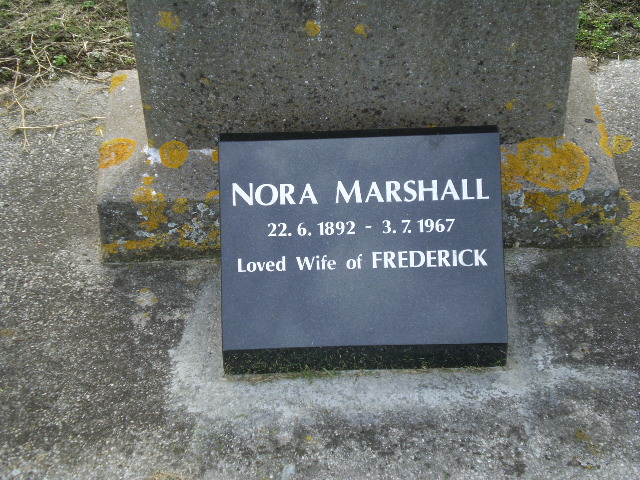 NORA MARSHALL
22. 6. 1892 - 3. 7. 1967
Loved Wife of FREDERICK